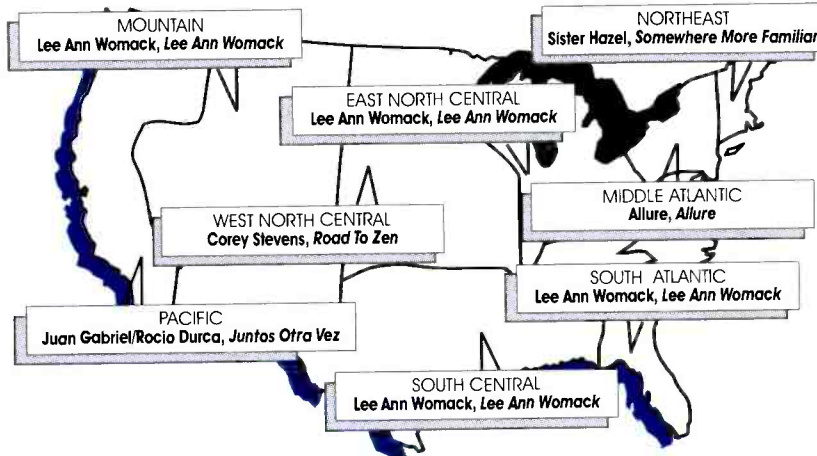 MOUNTAIN
Lee Ann Womack, Lee Ann Womack
NORTHEAST
Sister Hazel, Somewhere More Familiar
EAST NORTH CENTRAL
Lee Ann Womack, Lee Ann Womack
MIDDLE ATLANTIC
Allure, Allure
WEST NORTH CENTRAL
Corey Stevens, Road To Zen
SOUTH ATLANTIC
Lee Ann Womack, Lee Ann Womack
PACIFIC
Juan Gabriel/Rocio Durca, Juntos Otra Vez
SOUTH CENTRAL
Lee Ann Womack, Lee Ann Womack